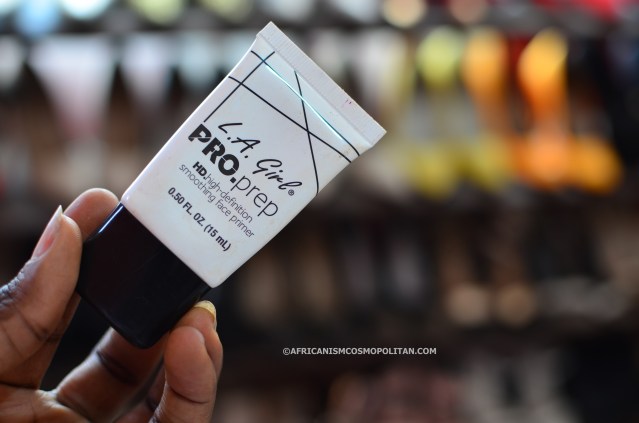 L.A. Girl®
PRO.prep
HD.high-definition
smoothing face primer
0.50 FL. OZ. (15 mL)
©AFRICANISMCOSMOPOLITAN.COM